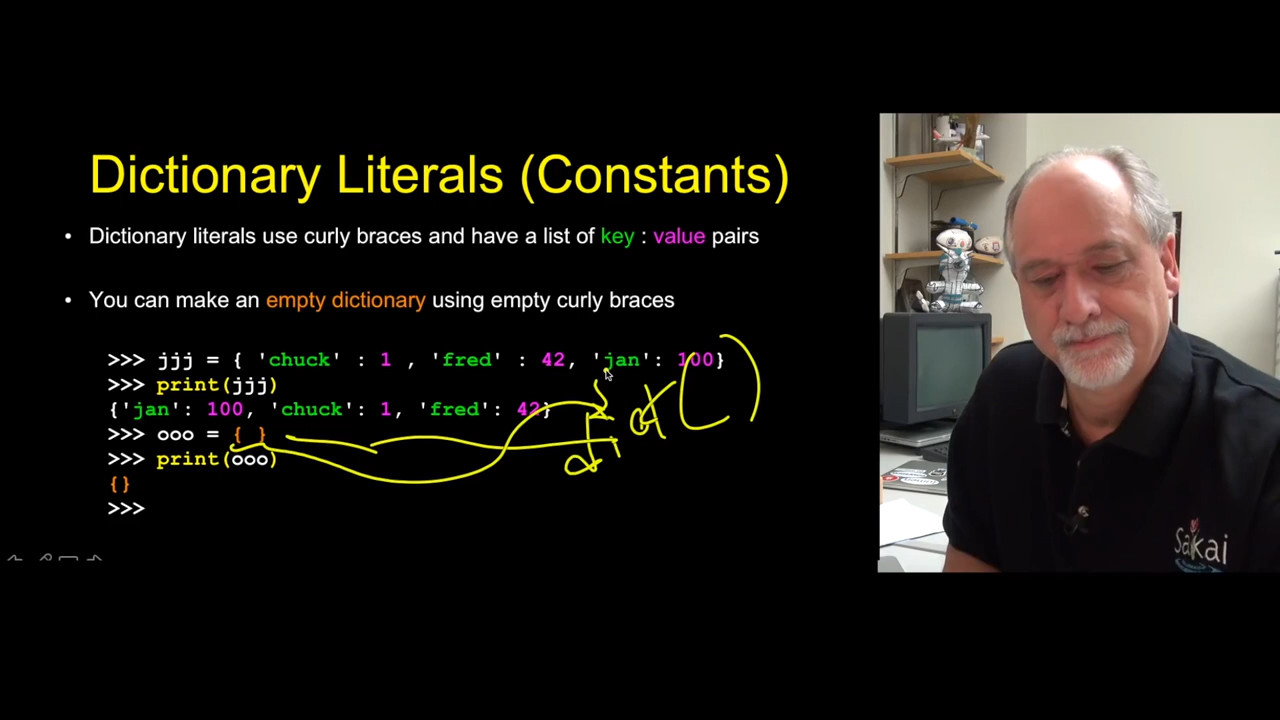 Dictionary Literals (Constants)
• Dictionary literals use curly braces and have a list of key : value pairs
• You can make an empty dictionary using empty curly braces
>>> jjj = { 'chuck' : 1 , 'fred' : 42, 'jan': 100}
>>> print(jjj)
{'jan': 100, 'chuck': 1, 'fred': 42}
>>> ooo = { }
>>> print(ooo)
{}
>>>
Sakai